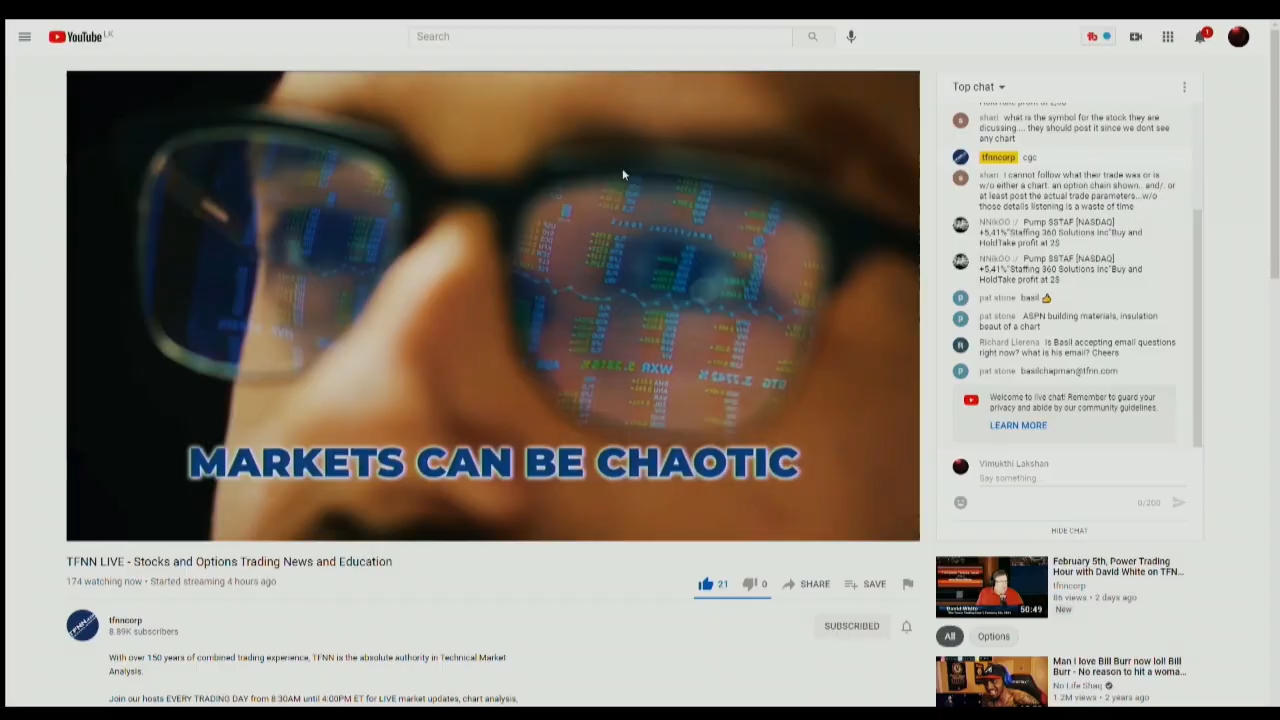 YouTube LK
Search
1
Top chat
shari what is the symbol for the stock they are
dicussing.... they should post it since we dont see
any chart
tfnncorp cgc
shari I cannot follow what their trade was or is
w/o either a chart. an option chain shown.. and/. or
at least post the actual trade parameters...w/o
those details listening is a waste of time
NNikOO :/ Pump $STAF [NASDAQ]
+5,41%"Staffing 360 Solutions Inc"Buy and
HoldTake profit at 2$
NNikOO :/ Pump $STAF [NASDAQ]
+5,41%"Staffing 360 Solutions Inc"Buy and
HoldTake profit at 2$
pat stone basil 👍
pat stone ASPN building materials, insulation
beaut of a chart
Richard Llerena Is Basil accepting email questions
right now? what is his email? Cheers
pat stone basilchapman@tfnn.com
Welcome to live chat! Remember to guard your
privacy and abide by our community guidelines.
LEARN MORE
Vimukthi Lakshan
Say something...
0/200
HIDE CHAT
MARKETS CAN BE CHAOTIC
TFNN LIVE - Stocks and Options Trading News and Education
174 watching now • Started streaming 4 hours ago
21 0 SHARE SAVE
tfnncorp
8.89K subscribers
SUBSCRIBED
With over 150 years of combined trading experience, TFNN is the absolute authority in Technical Market
Analysis.
Join our hosts EVERY TRADING DAY from 8:30AM until 4:00PM ET for LIVE market updates, chart analysis,
February 5th, Power Trading
Hour with David White on TFN...
tfnncorp
86 views • 2 days ago
New
David White
50:49
All
Options
Man I love Bill Burr now lol! Bill
Burr - No reason to hit a woma...
No Life Shaq
1.2M views • 2 years ago